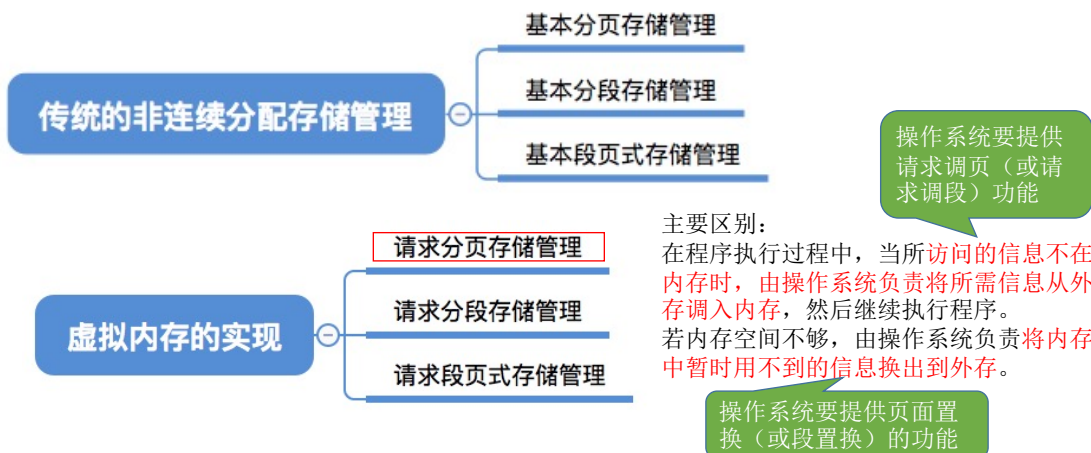 基本分页存储管理
传统的非连续分配存储管理
基本分段存储管理
基本段页式存储管理
操作系统要提供
请求调页（或请
求调段）功能
请求分页存储管理
虚拟内存的实现
请求分段存储管理
请求段页式存储管理
主要区别：
在程序执行过程中，当所访问的信息不在
内存时，由操作系统负责将所需信息从外
存调入内存，然后继续执行程序。
若内存空间不够，由操作系统负责将内存
中暂时用不到的信息换出到外存。
操作系统要提供页面置
换（或段置换）的功能